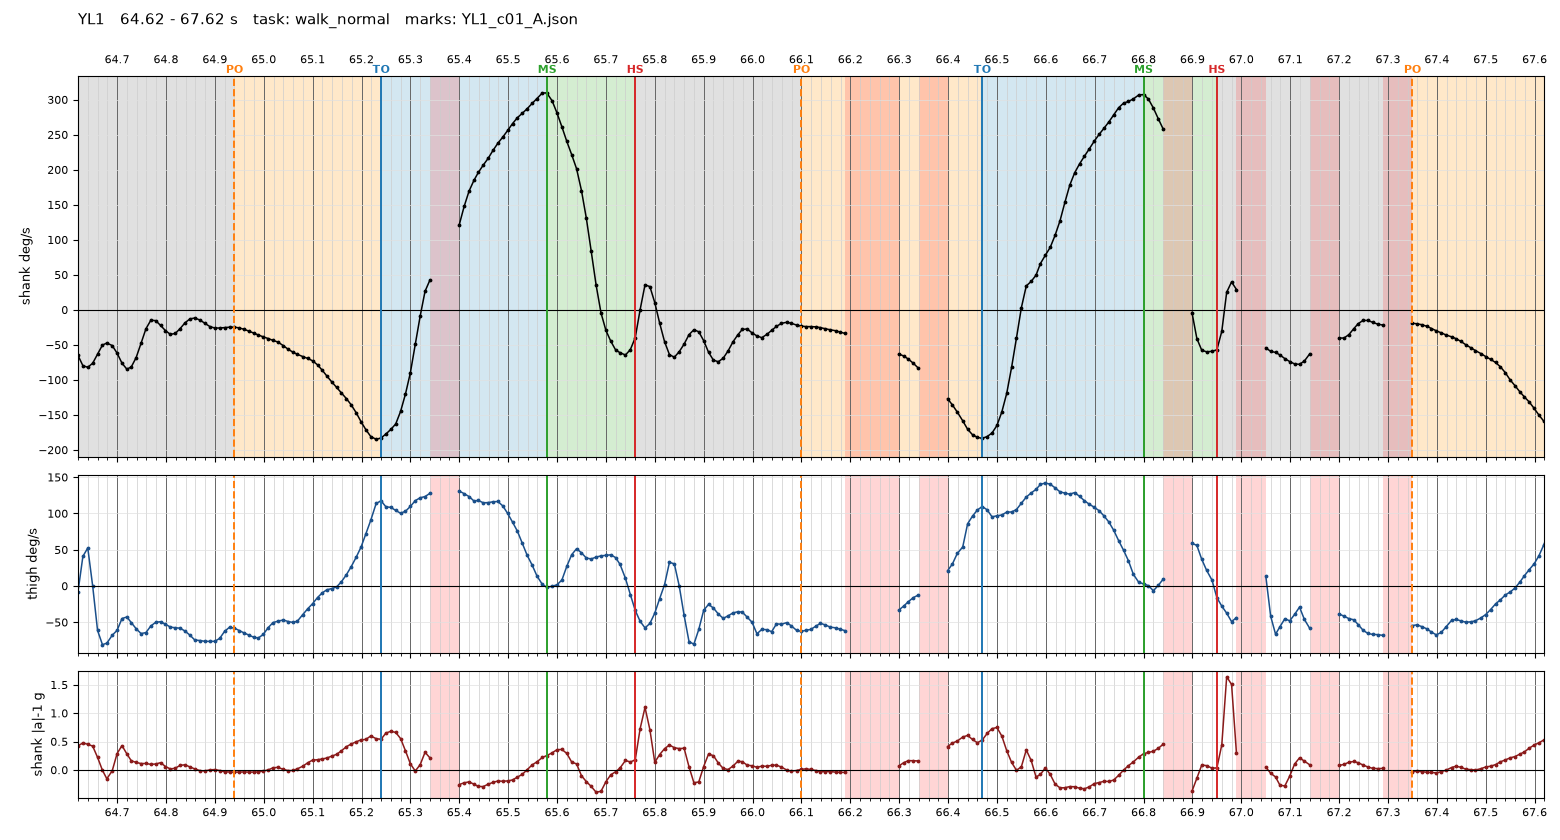 YL1   64.62 - 67.62 s   task: walk_normal   marks: YL1_c01_A.json
64.7 64.8 64.9 65.0 65.1 65.2 65.3 65.4 65.5 65.6 65.7 65.8 65.9 66.0 66.1 66.2 66.3 66.4 66.5 66.6 66.7 66.8 66.9 67.0 67.1 67.2 67.3 67.4 67.5 67.6
PO TO MS HS PO TO MS HS PO
300
250
200
150
100
50
0
−50
−100
−150
−200
shank deg/s
150
100
50
0
−50
thigh deg/s
1.5
1.0
0.5
0.0
shank |a|-1 g
64.7 64.8 64.9 65.0 65.1 65.2 65.3 65.4 65.5 65.6 65.7 65.8 65.9 66.0 66.1 66.2 66.3 66.4 66.5 66.6 66.7 66.8 66.9 67.0 67.1 67.2 67.3 67.4 67.5 67.6